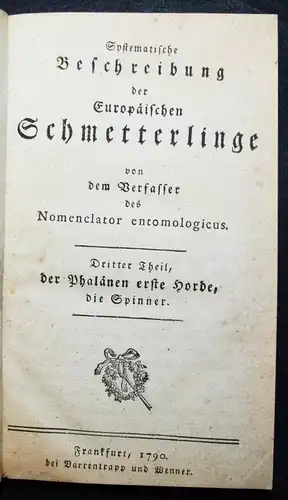 Systematische
Beschreibung
der
Europäischen
Schmetterlinge
von
dem Verfasser
des
Nomenclator entomologicus.
Dritter Theil,
der Phalänen erste Horde,
die Spinner.
Frankfurt, 1790.
bei Varrentrapp und Wenner.